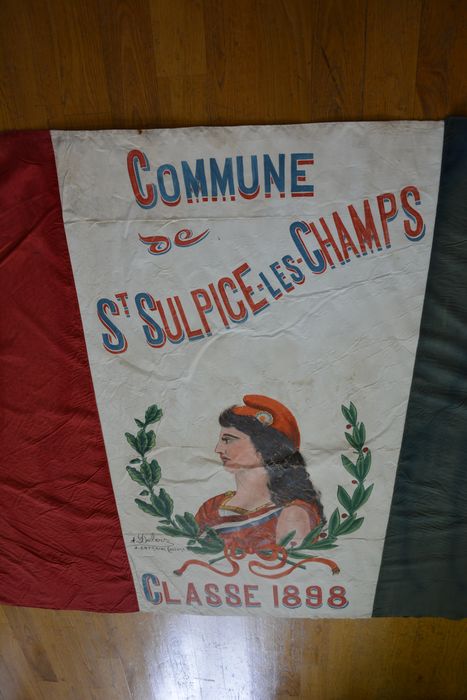 COMMUNE
de
ST SULPICE-LES-CHAMPS
CLASSE 1898